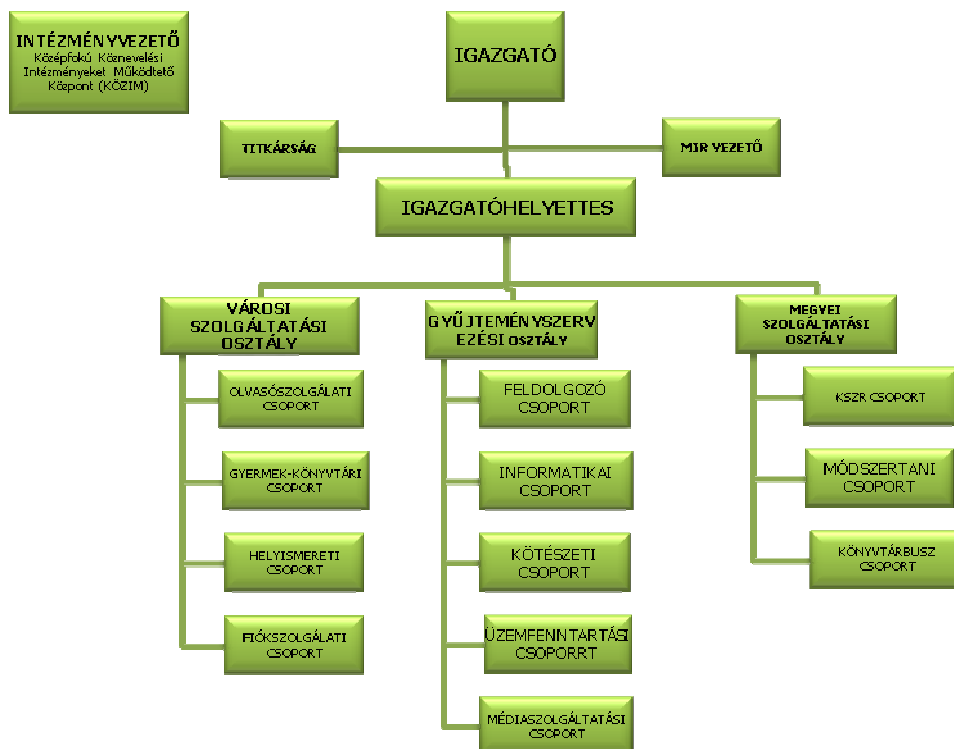 INTÉZMÉNYVEZETŐ
Középfokú Köznevelési
Intézményeket Működtető
Központ (KÖZIM)
IGAZGATÓ
TITKÁRSÁG
MIR VEZETŐ
IGAZGATÓHELYETTES
VÁROSI
SZOLGÁLTATÁSI
OSZTÁLY
OLVASÓSZOLGÁLATI
CSOPORT
GYERMEK-KÖNYVTÁRI
CSOPORT
HELYISMERETI
CSOPORT
FIÓKSZOLGÁLATI
CSOPORT
GYŰJTEMÉNYSZERV
EZÉSI OSZTÁLY
FELDOLGOZÓ
CSOPORT
INFORMATIKAI
CSOPORT
KÖTÉSZETI
CSOPORT
ÜZEMFENNTARTÁSI
CSOPORRT
MÉDIASZOLGÁLTATÁSI
CSOPORT
MEGYEI
SZOLGÁLTATÁSI
OSZTÁLY
KSZR CSOPORT
MÓDSZERTANI
CSOPORT
KÖNYVTÁRBUSZ
CSOPORT